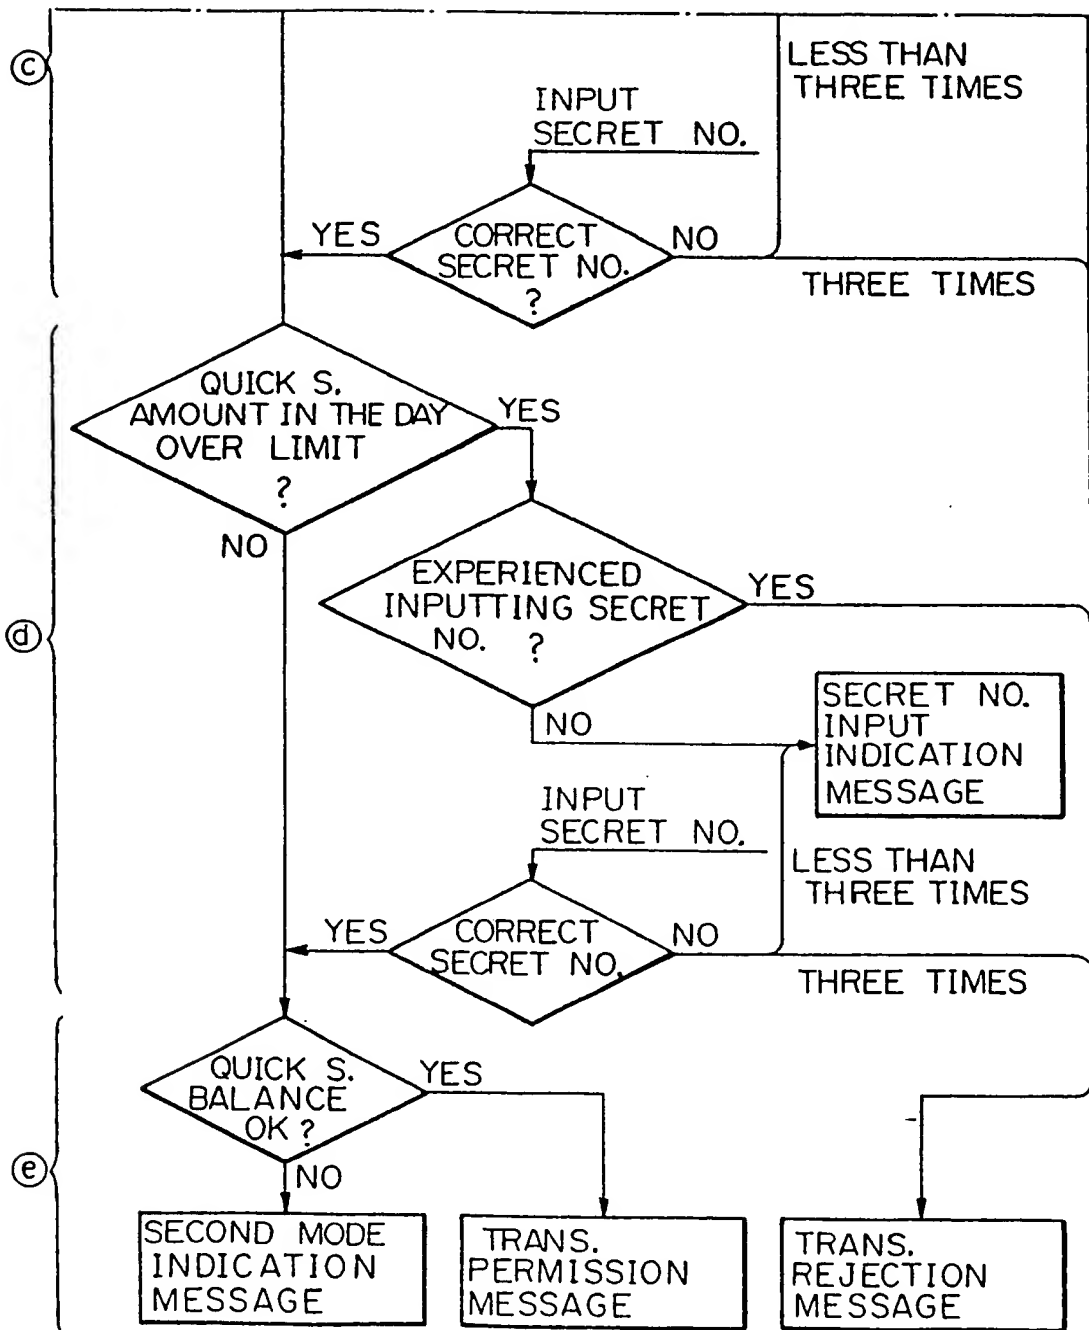 ⓒ
LESS THAN
THREE TIMES
INPUT
SECRET NO.
YES
CORRECT
SECRET NO.
?
NO
THREE TIMES
QUICK S.
AMOUNT IN THE DAY
OVER LIMIT
?
YES
NO
EXPERIENCED
INPUTTING SECRET
NO. ?
YES
ⓓ
NO
SECRET NO.
INPUT
INDICATION
MESSAGE
INPUT
SECRET NO.
LESS THAN
THREE TIMES
YES
CORRECT
SECRET NO.
NO
THREE TIMES
QUICK S.
BALANCE
OK?
YES
ⓔ
NO
SECOND MODE
INDICATION
MESSAGE
TRANS.
PERMISSION
MESSAGE
TRANS.
REJECTION
MESSAGE